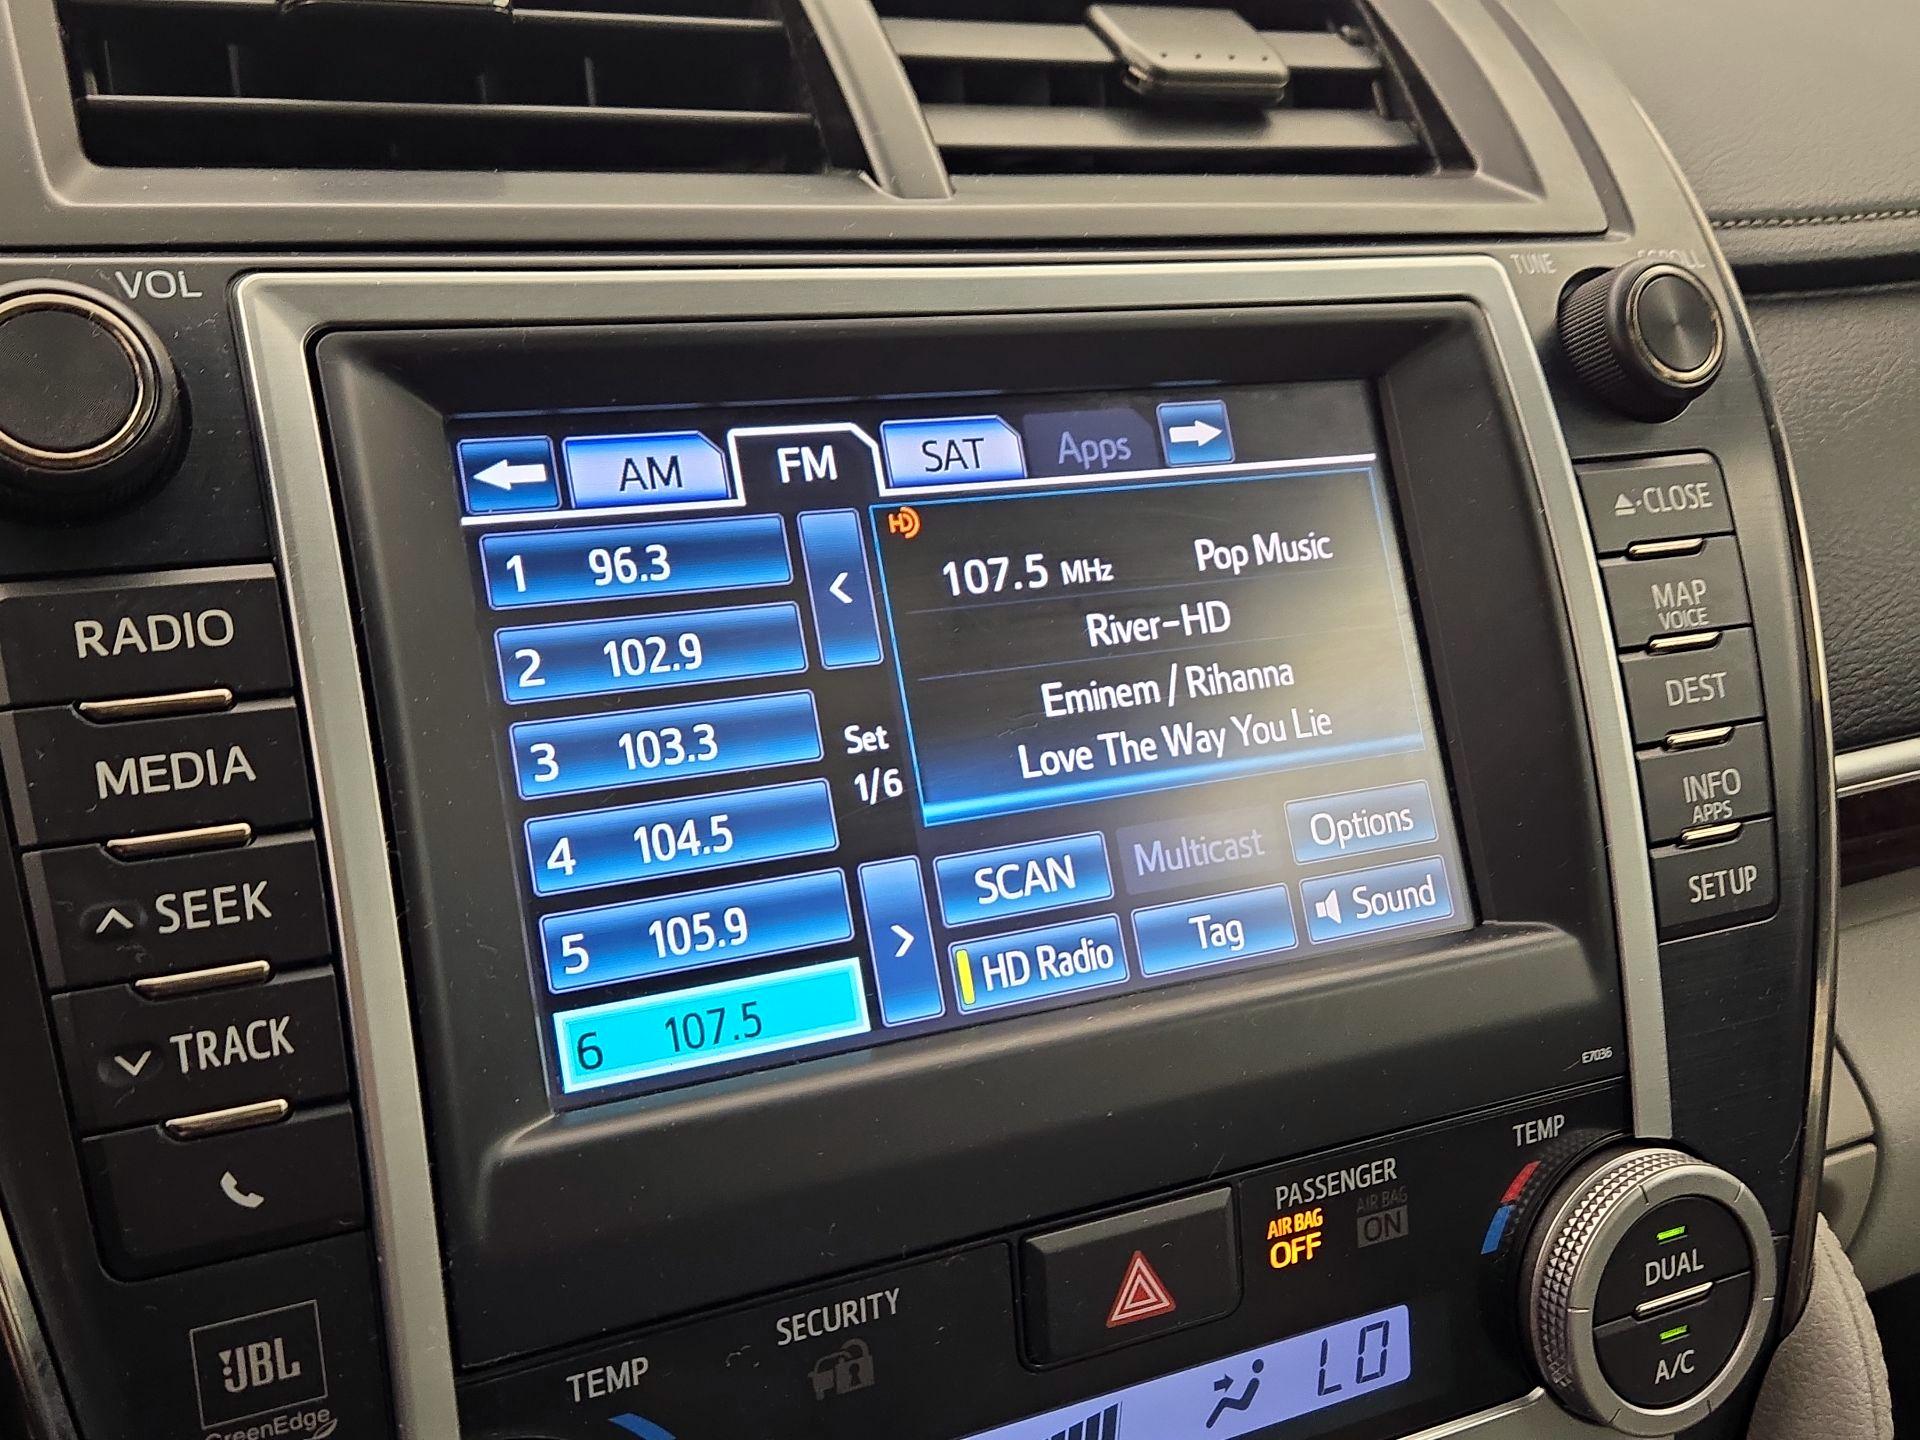 VOL
TUNE
SCROLL
AM
FM
SAT
Apps
1 96.3
2 102.9
3 103.3
4 104.5
5 105.9
6 107.5
Set
1/6
HD
107.5 MHz Pop Music
River-HD
Eminem / Rihanna
Love The Way You Lie
SCAN
Multicast
Options
HD Radio
Tag
Sound
RADIO
MEDIA
SEEK
TRACK
CLOSE
MAP
VOICE
DEST
INFO
APPS
SETUP
E7036
JBL
GreenEdge
TEMP
SECURITY
PASSENGER
AIR BAG
OFF
AIR BAG
ON
TEMP
DUAL
A/C
LO